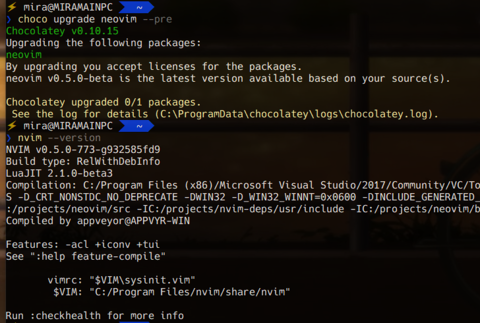 ⚡ mira@MIRAMAINPC ~
❯ choco upgrade neovim --pre
Chocolatey v0.10.15
Upgrading the following packages:
neovim
By upgrading you accept licenses for the packages.
neovim v0.5.0-beta is the latest version available based on your source(s).
Chocolatey upgraded 0/1 packages.
See the log for details (C:\ProgramData\chocolatey\logs\chocolatey.log).
⚡ mira@MIRAMAINPC ~
❯ nvim --version
NVIM v0.5.0-773-g932585fd9
Build type: RelWithDebInfo
LuaJIT 2.1.0-beta3
Compilation: C:/Program Files (x86)/Microsoft Visual Studio/2017/Community/VC/To
S -D_CRT_NONSTDC_NO_DEPRECATE -DWIN32 -D_WIN32_WINNT=0x0600 -DINCLUDE_GENERATED_
:/projects/neovim/src -IC:/projects/nvim-deps/usr/include -IC:/projects/neovim/b
Compiled by appveyor@APPVYR-WIN
Features: -acl +iconv +tui
See ":help feature-compile"
vimrc: "$VIM\sysinit.vim"
$VIM: "C:/Program Files/nvim/share/nvim"
Run :checkhealth for more info